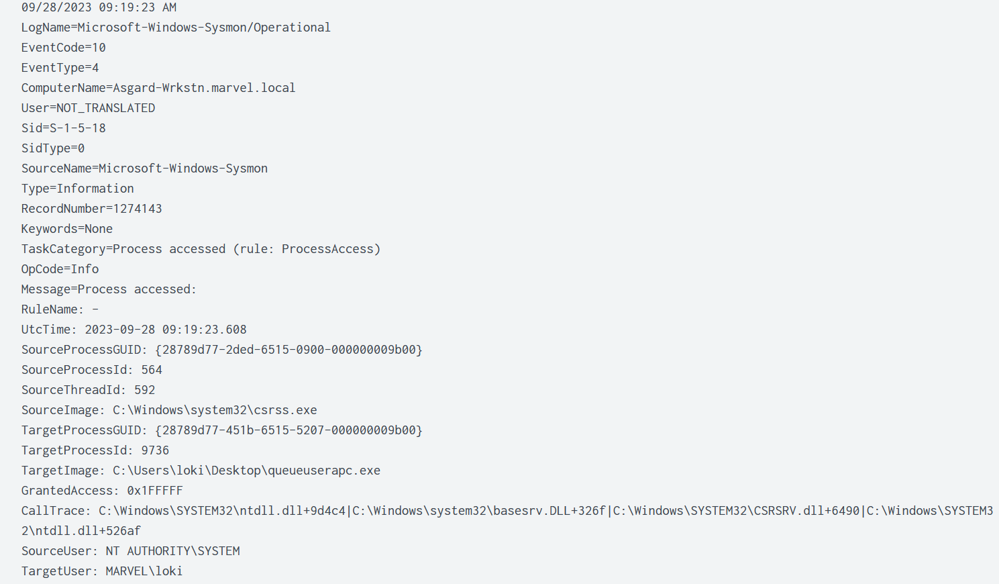 09/28/2023 09:19:23 AM
LogName=Microsoft-Windows-Sysmon/Operational
EventCode=10
EventType=4
ComputerName=Asgard-Wrkstn.marvel.local
User=NOT_TRANSLATED
Sid=S-1-5-18
SidType=0
SourceName=Microsoft-Windows-Sysmon
Type=Information
RecordNumber=1274143
Keywords=None
TaskCategory=Process accessed (rule: ProcessAccess)
OpCode=Info
Message=Process accessed:
RuleName: -
UtcTime: 2023-09-28 09:19:23.608
SourceProcessGUID: {28789d77-2ded-6515-0900-000000009b00}
SourceProcessId: 564
SourceThreadId: 592
SourceImage: C:\Windows\system32\csrss.exe
TargetProcessGUID: {28789d77-451b-6515-5207-000000009b00}
TargetProcessId: 9736
TargetImage: C:\Users\loki\Desktop\queueuserapc.exe
GrantedAccess: 0x1FFFFF
CallTrace: C:\Windows\SYSTEM32\ntdll.dll+9d4c4|C:\Windows\system32\basesrv.DLL+326f|C:\Windows\SYSTEM32\CSRSRV.dll+6490|C:\Windows\SYSTEM3
2\ntdll.dll+526af
SourceUser: NT AUTHORITY\SYSTEM
TargetUser: MARVEL\loki